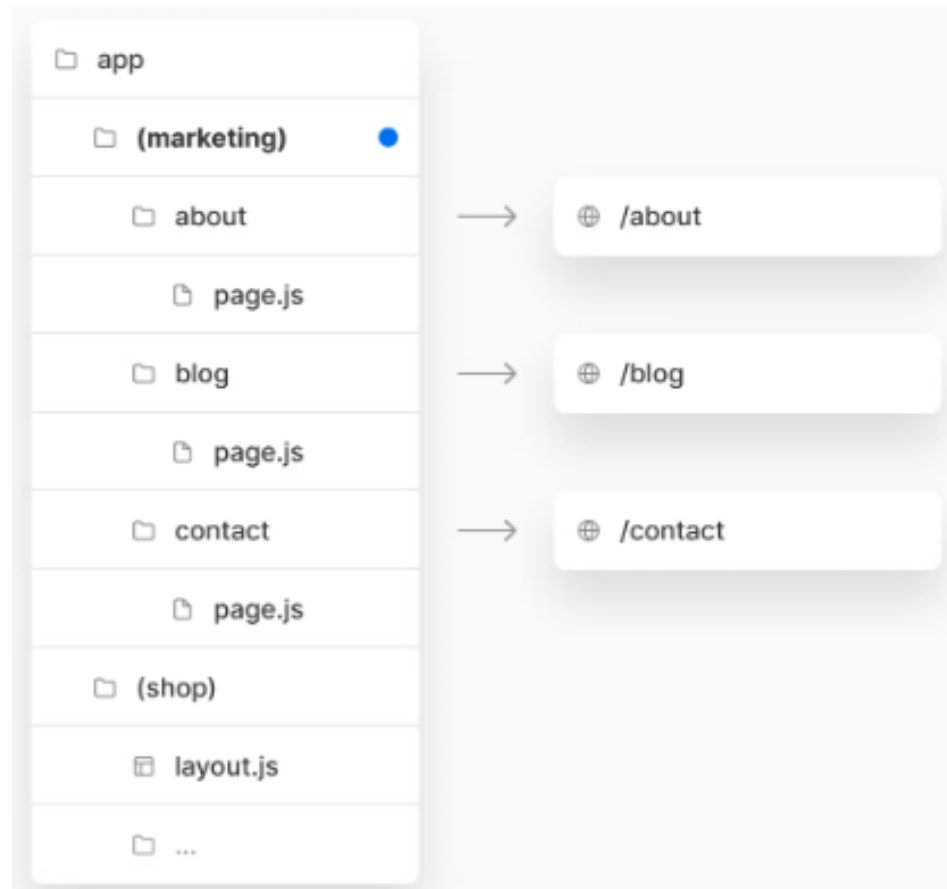 app
(marketing)
about
/about
page.js
blog
/blog
page.js
contact
/contact
page.js
(shop)
layout.js
...